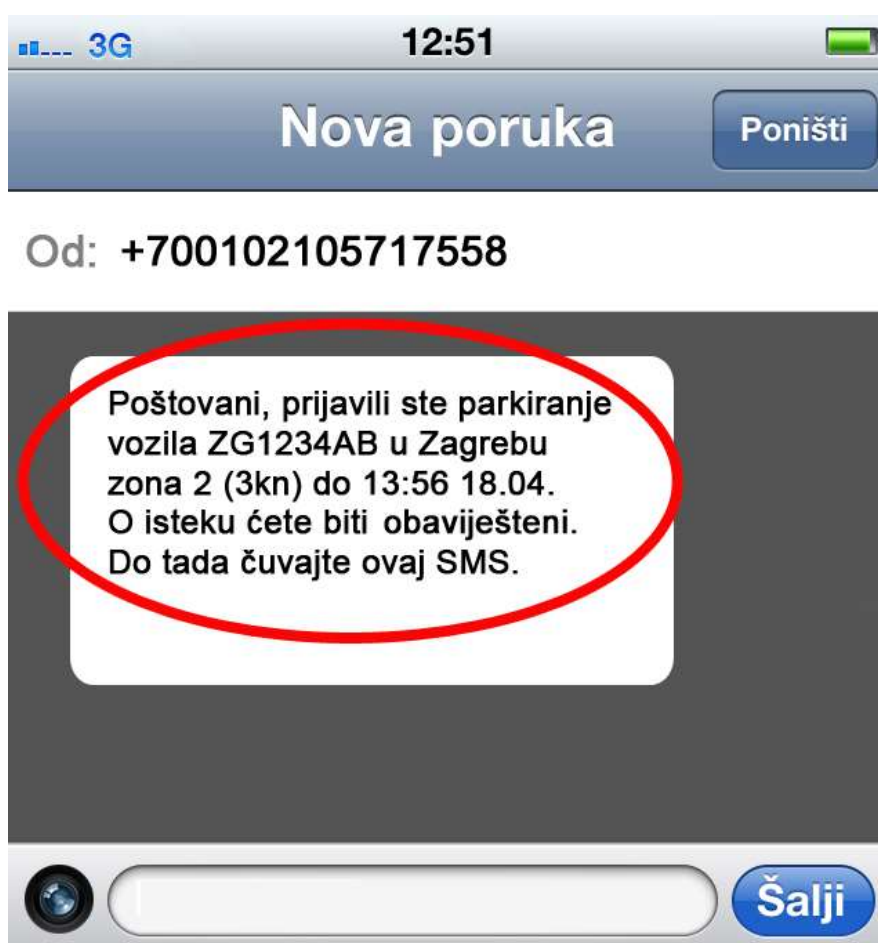 3G 12:51
Nova poruka Poništi
Od: +700102105717558
Poštovani, prijavili ste parkiranje
vozila ZG1234AB u Zagrebu
zona 2 (3kn) do 13:56 18.04.
O isteku ćete biti obaviješteni.
Do tada čuvajte ovaj SMS.
Šalji